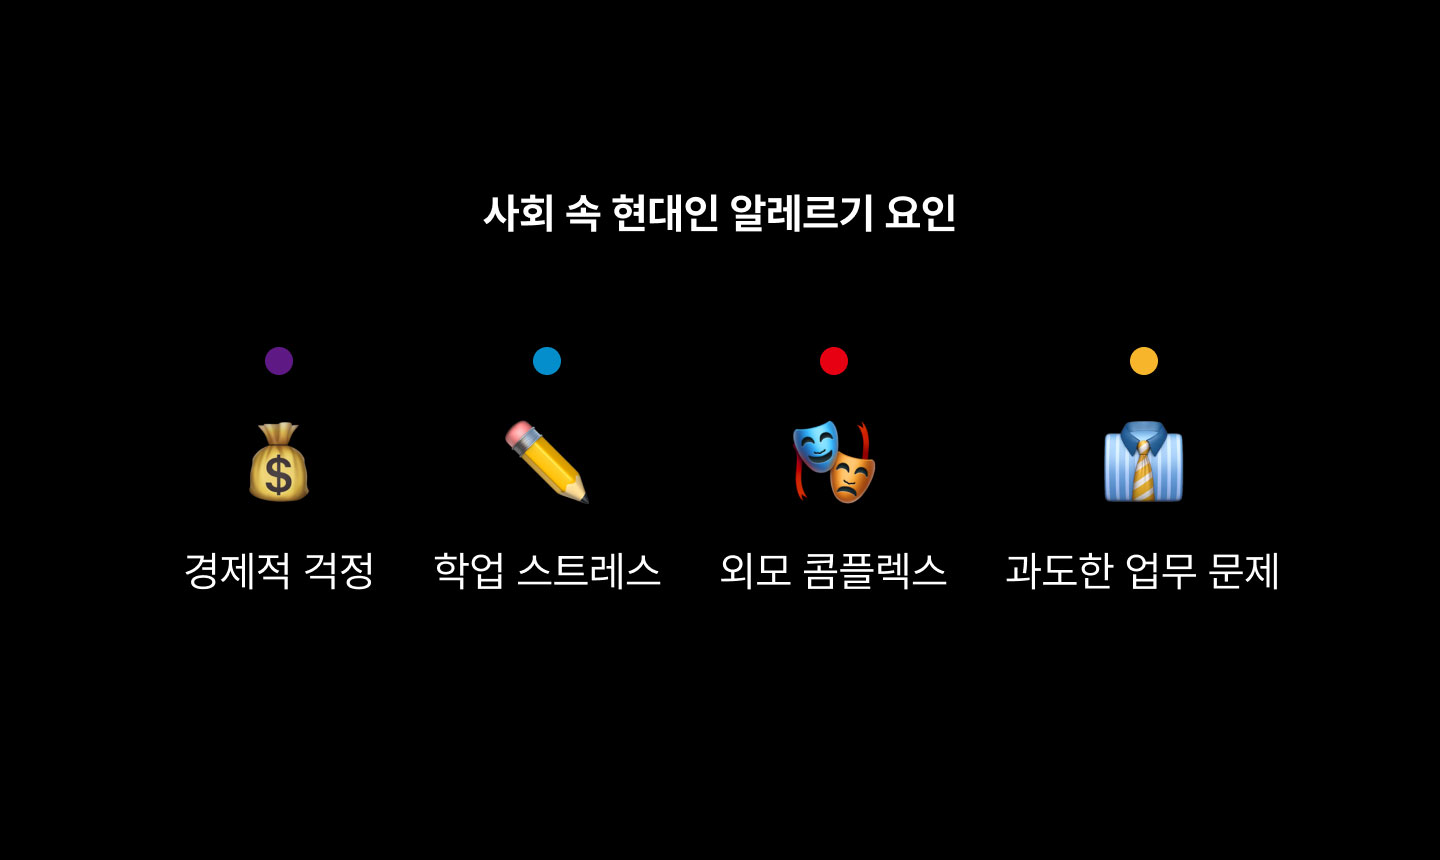 사회 속 현대인 알레르기 요인
$
경제적 걱정
학업 스트레스
외모 콤플렉스
과도한 업무 문제